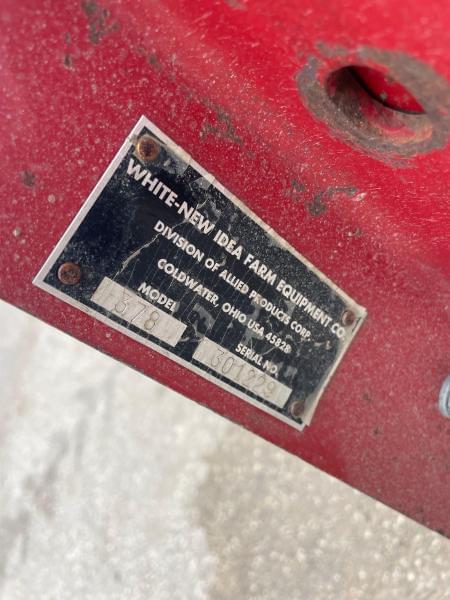 WHITE-NEW IDEA FARM EQUIPMENT CO.
DIVISION OF ALLIED PRODUCTS CORP.
COLDWATER, OHIO USA 45828
MODEL SERIAL NO.
378 301229